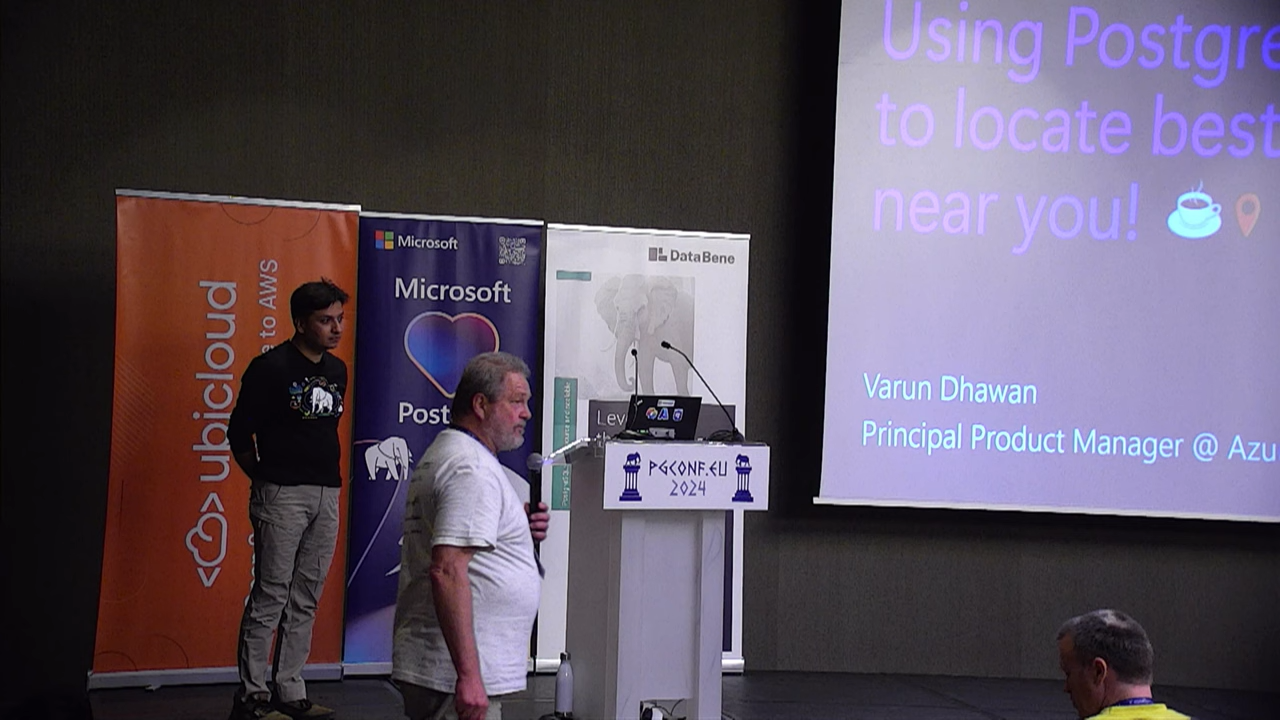 Using Postgre
to locate best
near you!
Varun Dhawan
Principal Product Manager @ Azu
ubicloud
to AWS
Microsoft
Microsoft
Post
DataBene
Lev
PGCONF.EU
2024